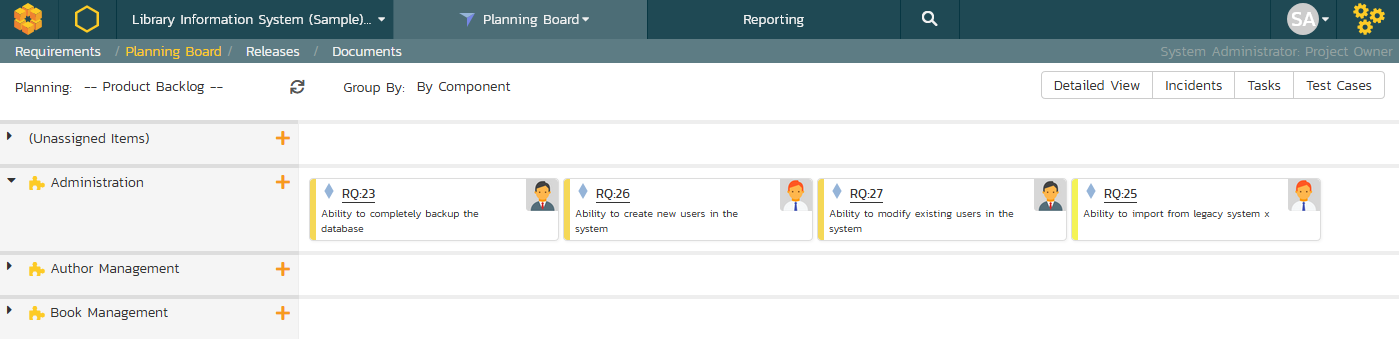 Library Information System (Sample)... Planning Board Reporting SA
Requirements / Planning Board / Releases / Documents System Administrator: Project Owner
Planning: -- Product Backlog -- Group By: By Component Detailed View Incidents Tasks Test Cases
(Unassigned Items)
Administration
RQ:23
Ability to completely backup the
database
RQ:26
Ability to create new users in the
system
RQ:27
Ability to modify existing users in the
system
RQ:25
Ability to import from legacy system x
Author Management
Book Management